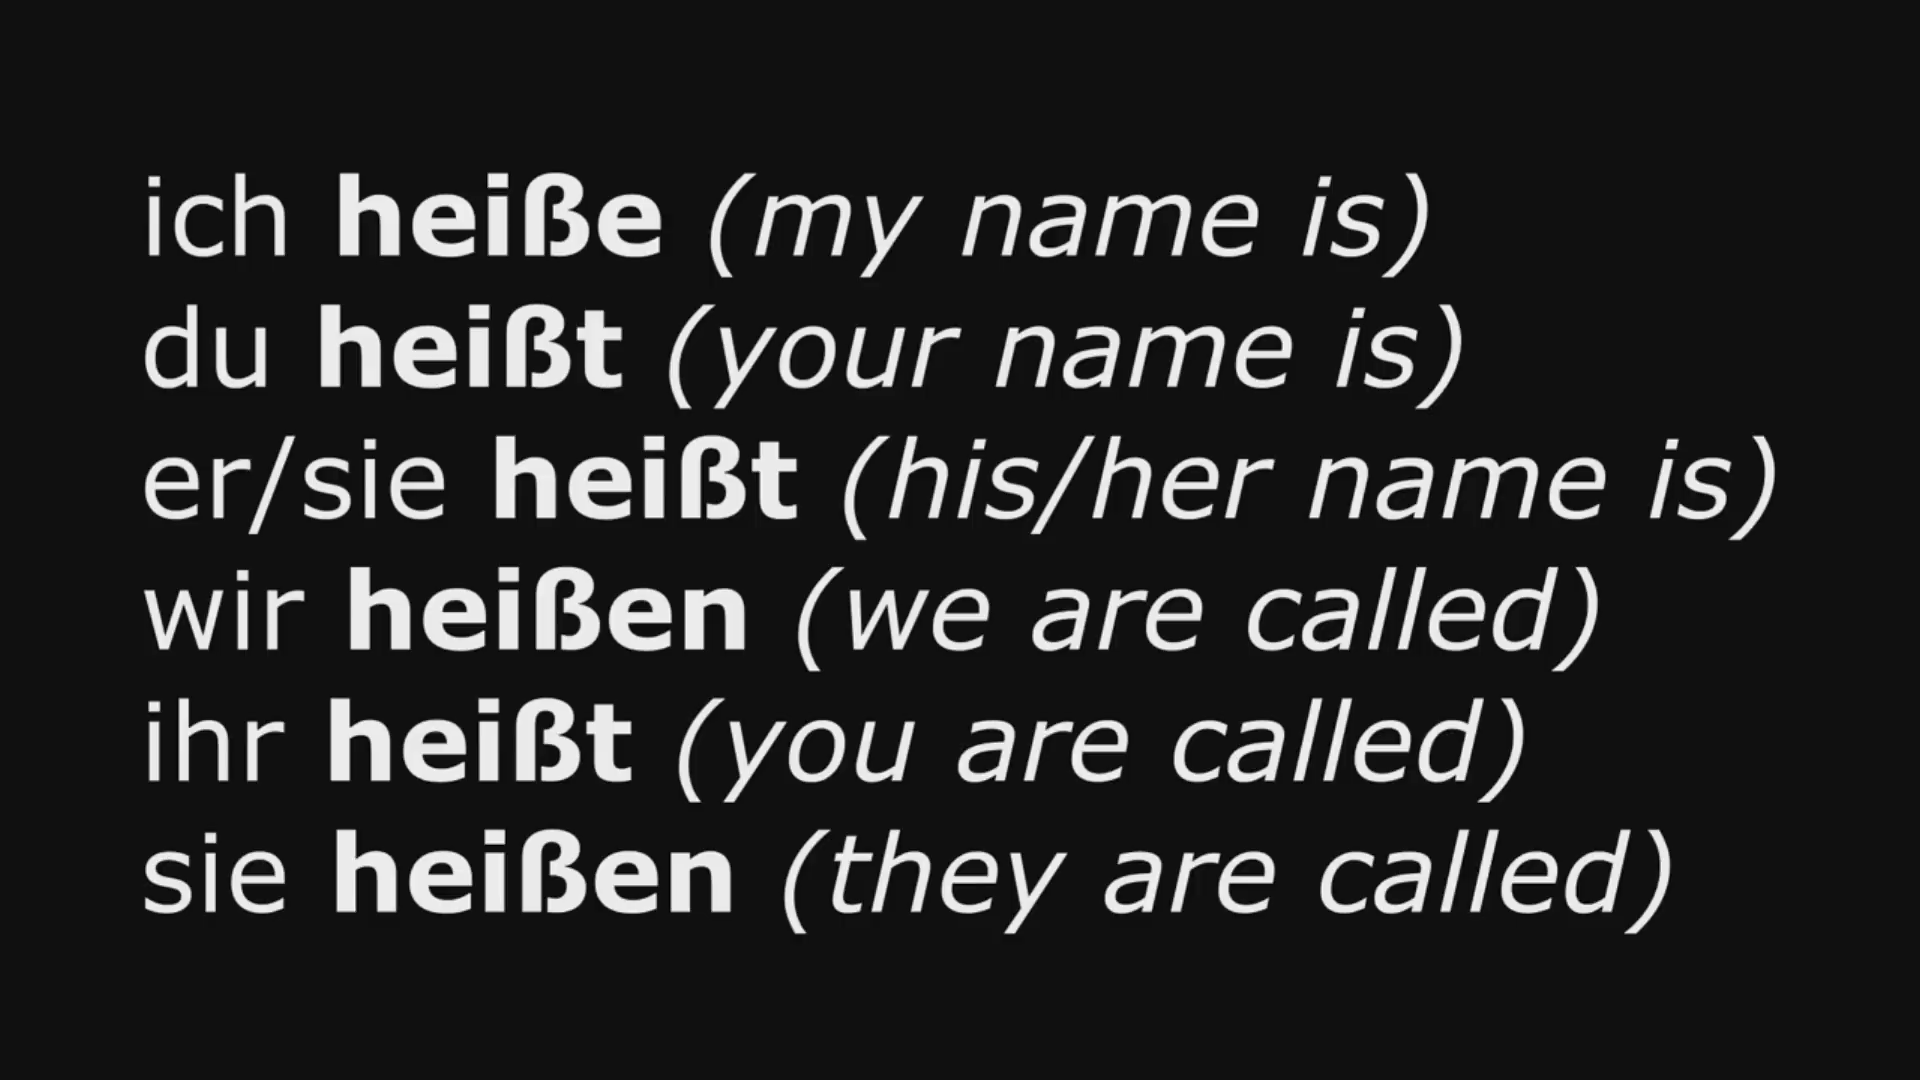 ich heiße (my name is)
du heißt (your name is)
er/sie heißt (his/her name is)
wir heißen (we are called)
ihr heißt (you are called)
sie heißen (they are called)